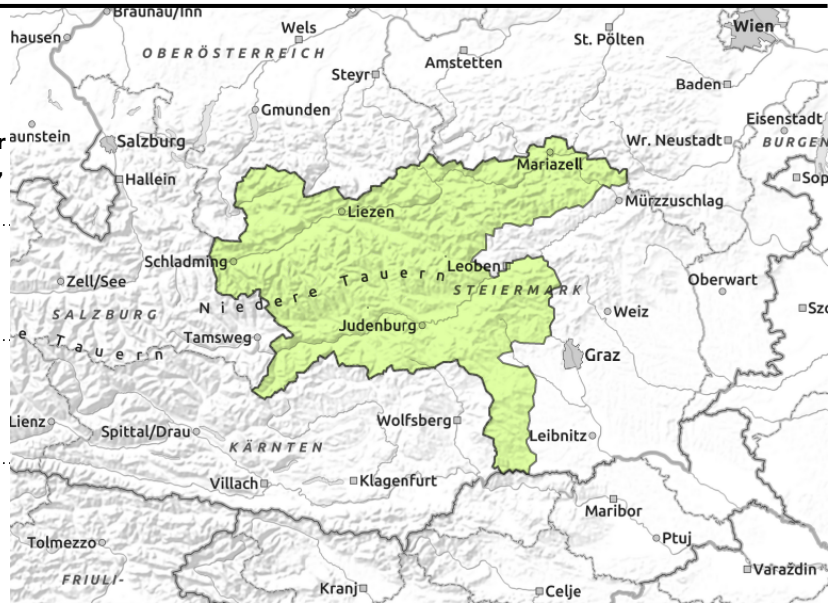 Braunau/Inn
hausen
Wels
OBERÖSTERREICH
St. Pölten
Wien
Amstetten
Steyr
Baden
Gmunden
Eisenstadt
aunstein
Salzburg
Wr. Neustadt
BURGEN
Mariazell
Hallein
Sop
Mürzzuschlag
Liezen
Schladming
Leoben
Zell/See
Niedere Tauern
STEIERMARK
Oberwart
SALZBURG
Szo
Weiz
Judenburg
e Tauern
Tamsweg
Graz
Lienz
Wolfsberg
Spittal/Drau
Leibnitz
KÄRNTEN
Villach
Klagenfurt
Maribor
Tolmezzo
Ptuj
FRIULI-
Varaždin
Kranj
Celje